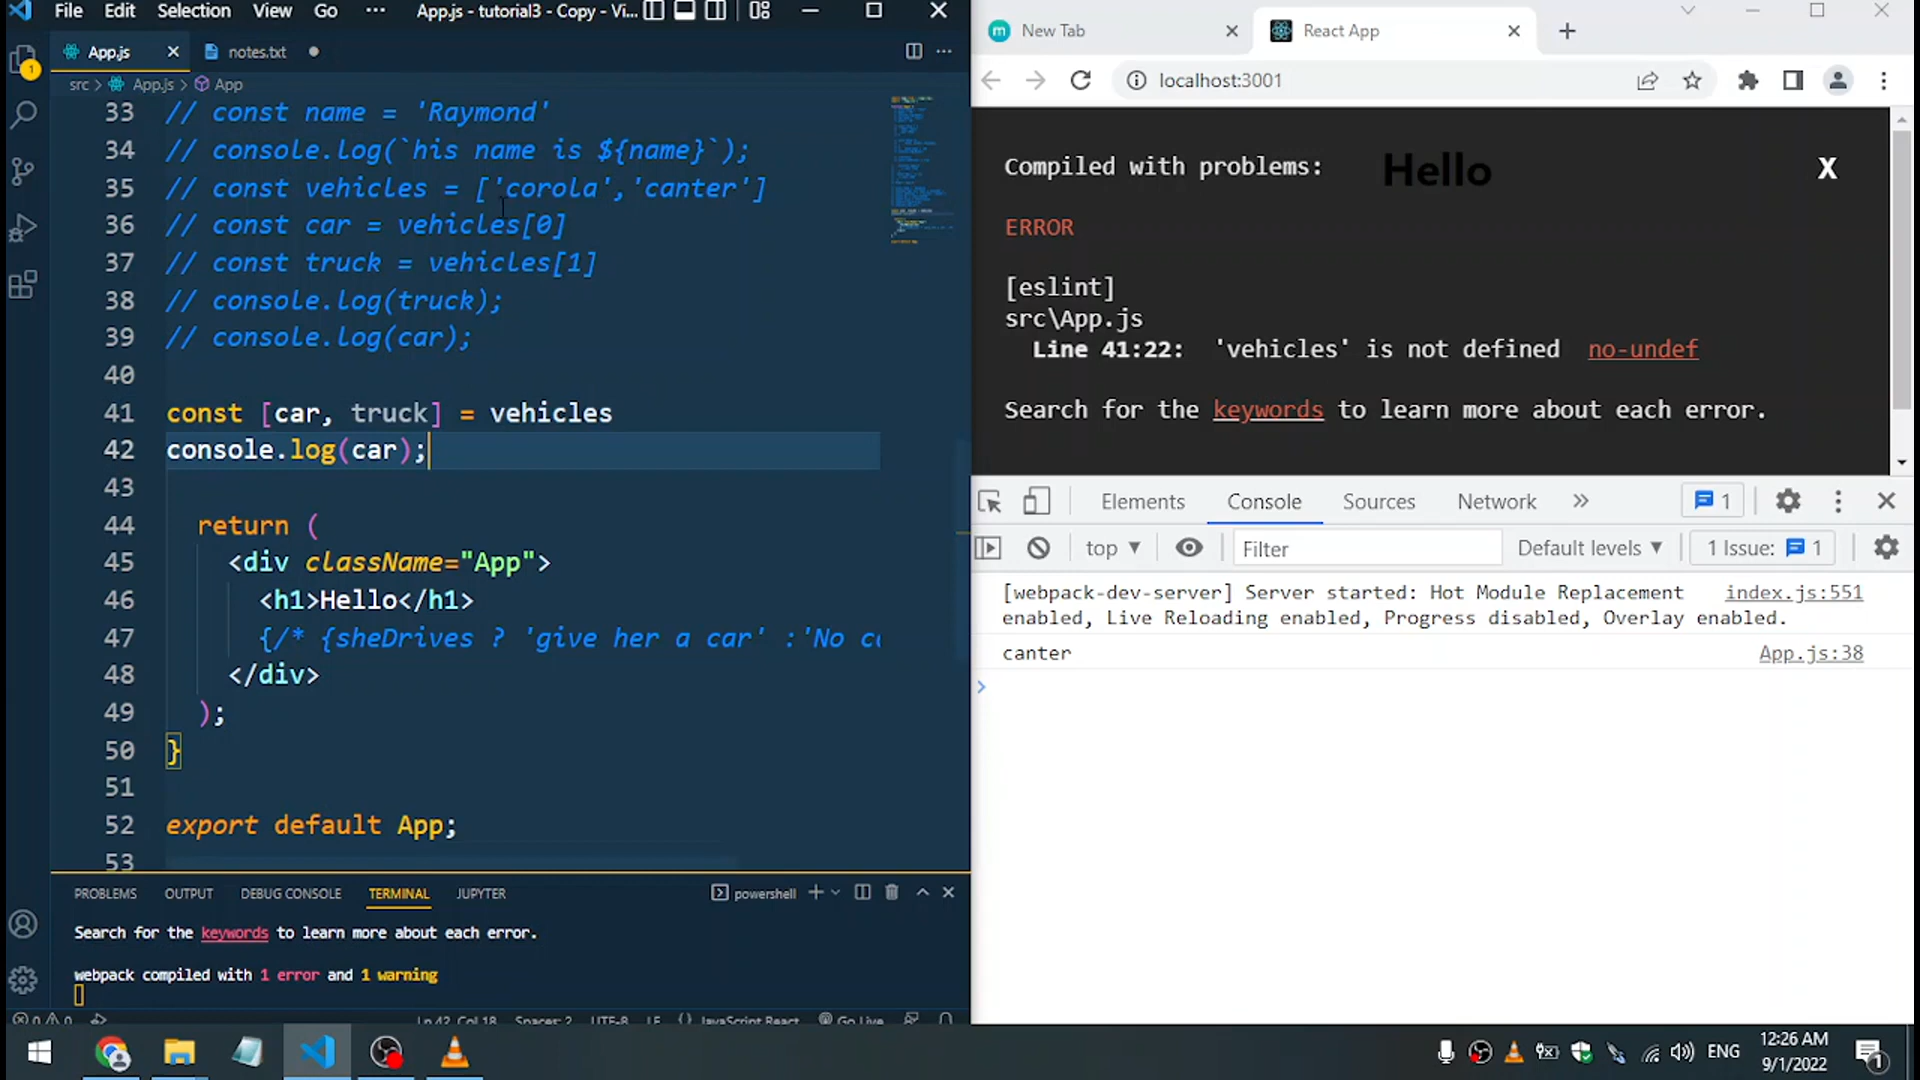 File Edit Selection View Go ··· App.js - tutorial3 - Copy - Vi...
App.js notes.txt
1
src > App.js > App
33 // const name = 'Raymond'
34 // console.log(`his name is ${name}`);
35 // const vehicles = ['corola','canter']
36 // const car = vehicles[0]
37 // const truck = vehicles[1]
38 // console.log(truck);
39 // console.log(car);
40
41 const [car, truck] = vehicles
42 console.log(car);
43
44 return (
45 <div className="App">
46 <h1>Hello</h1>
47 {/* {sheDrives ? 'give her a car' :'No c
48 </div>
49 );
50 }
51
52 export default App;
53
PROBLEMS OUTPUT DEBUG CONSOLE TERMINAL JUPYTER powershell
Search for the keywords to learn more about each error.
webpack compiled with 1 error and 1 warning
0 0 Ln 42, Col 18 Spaces: 2 UTF-8 LF {} JavaScript React Go Live
m New Tab React App
localhost:3001
Compiled with problems: X
Hello
ERROR
[eslint]
src\App.js
Line 41:22: 'vehicles' is not defined no-undef
Search for the keywords to learn more about each error.
Elements Console Sources Network » 1
top ▼ Filter Default levels ▼ 1 Issue: 1
[webpack-dev-server] Server started: Hot Module Replacement index.js:551
enabled, Live Reloading enabled, Progress disabled, Overlay enabled.
canter App.js:38
>
ENG 12:26 AM
9/1/2022
1